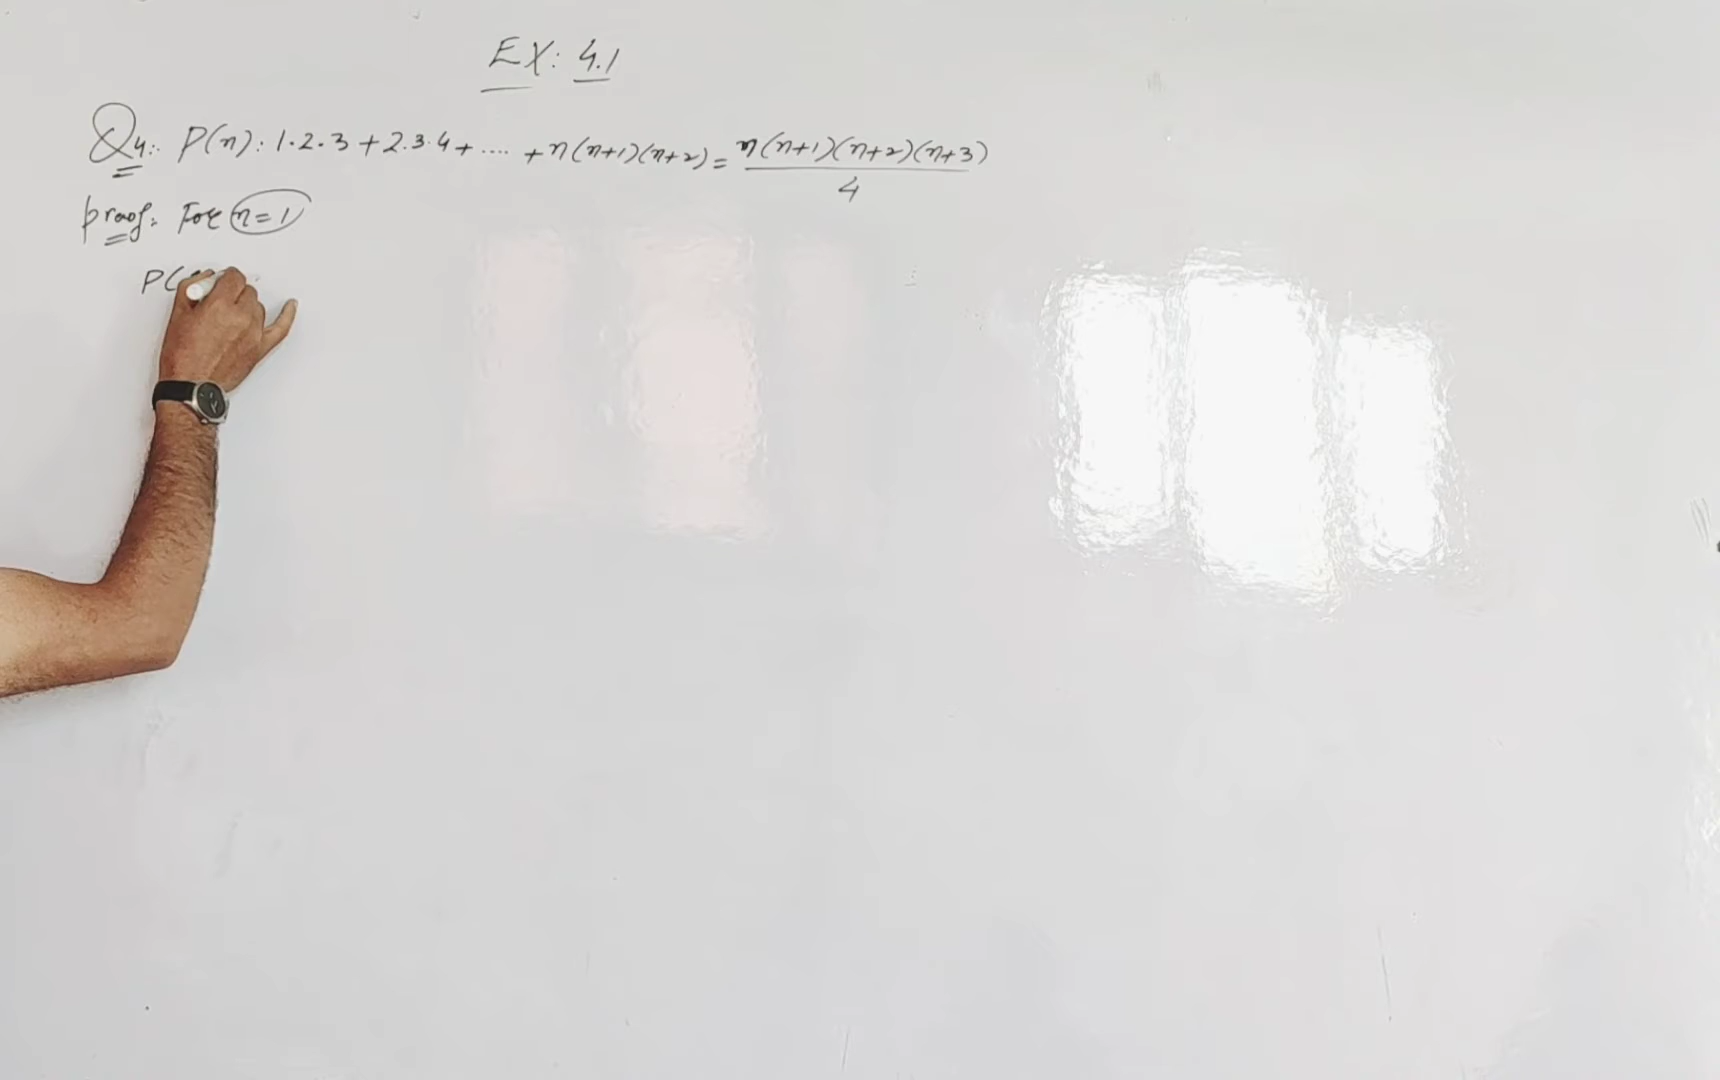 EX: 4.1
Q4:. P(n): 1·2·3 + 2·3·4 + .... + n(n+1)(n+2) = n(n+1)(n+2)(n+3)/4
proof: For n=1
P(